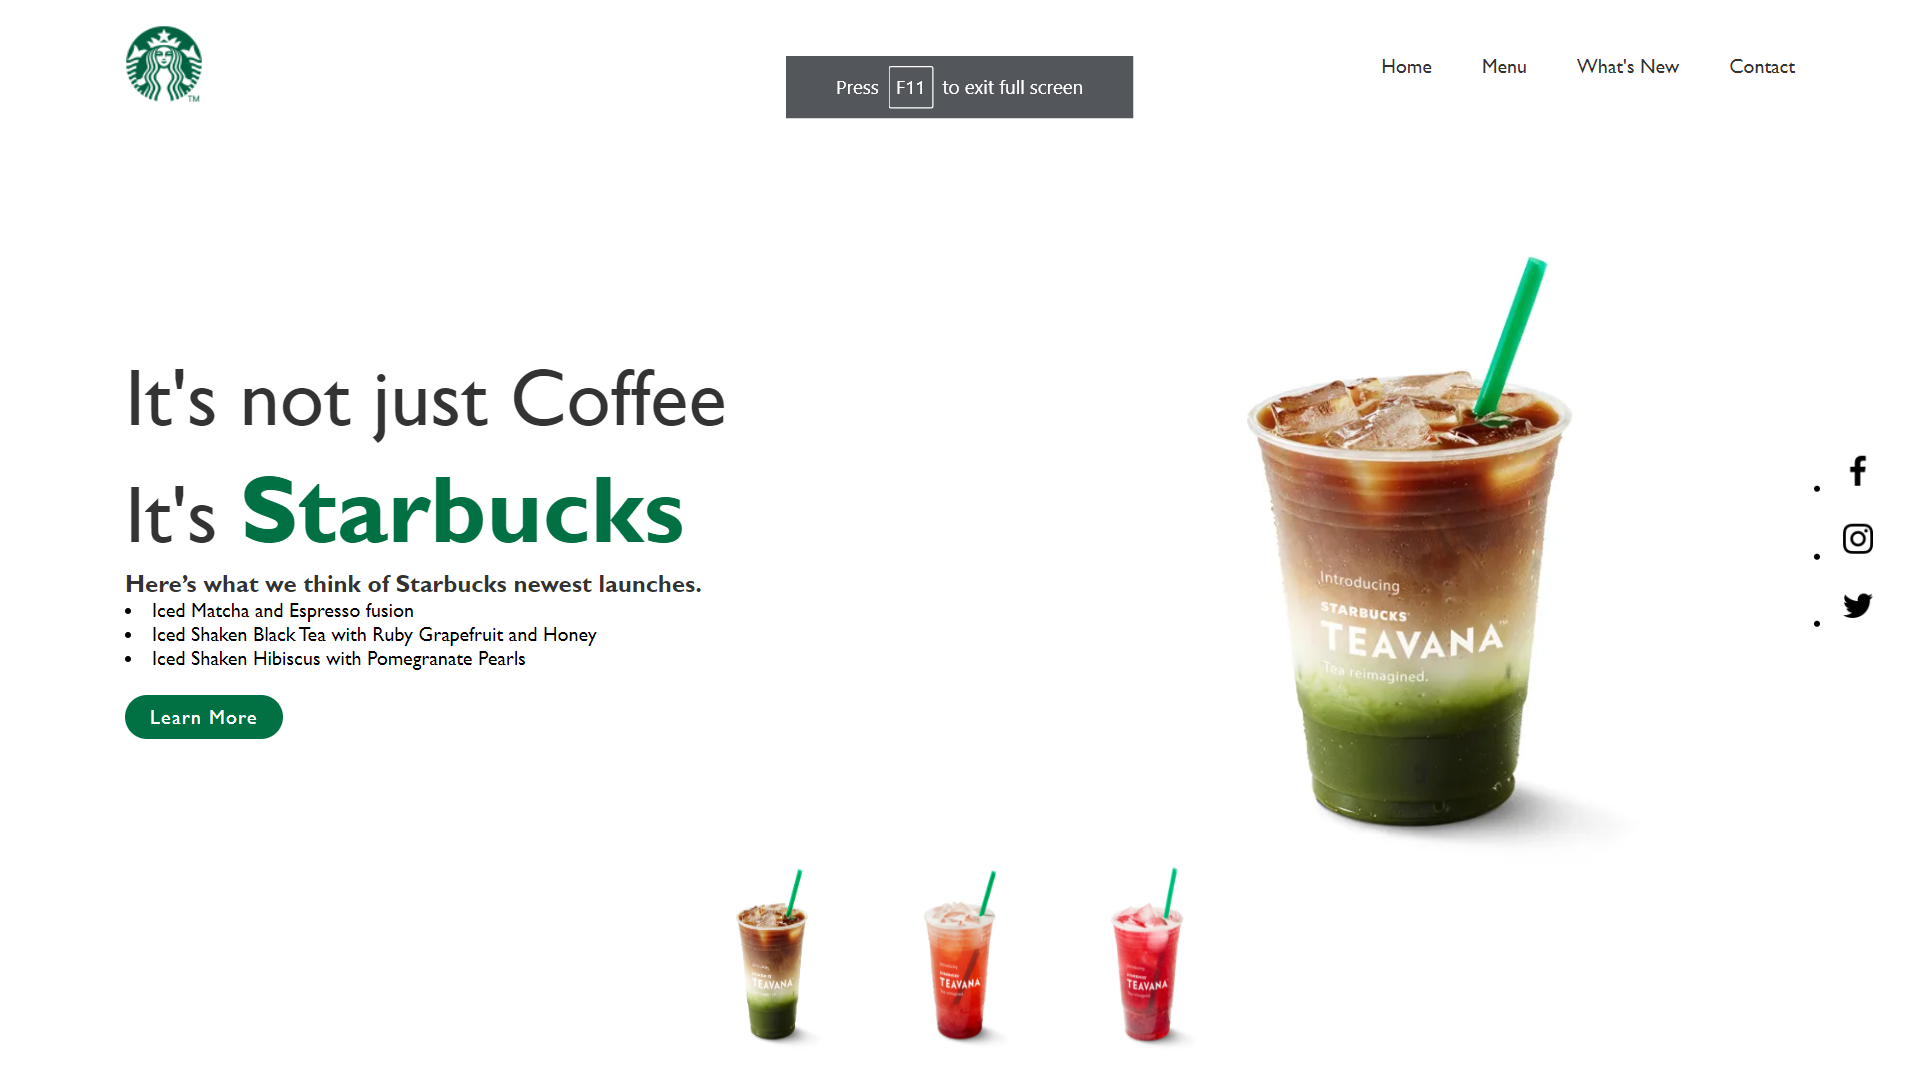 TM
Press F11 to exit full screen
Home
Menu
What's New
Contact
It's not just Coffee
It's Starbucks
Here’s what we think of Starbucks newest launches.
• Iced Matcha and Espresso fusion
• Iced Shaken Black Tea with Ruby Grapefruit and Honey
• Iced Shaken Hibiscus with Pomegranate Pearls
Learn More
Introducing
STARBUCKS
TEAVANA™
Tea reimagined.
TEAVANA
TEAVANA
TEAVANA